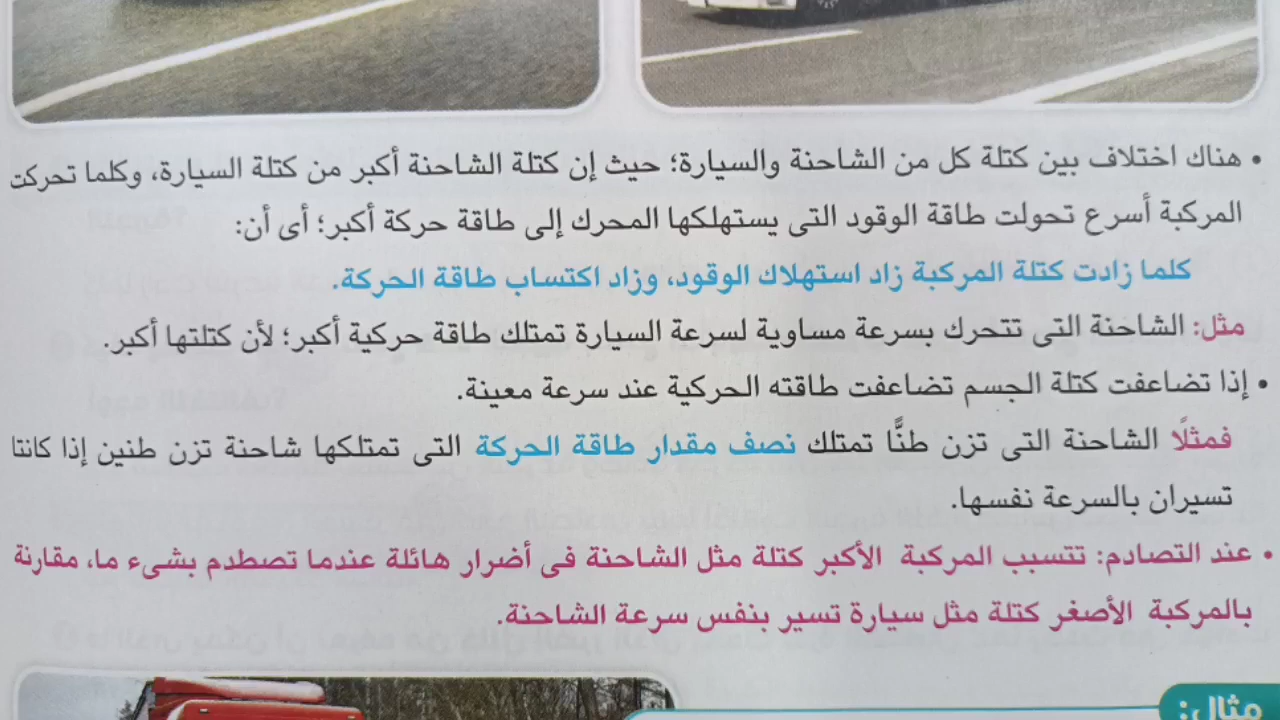 • هناك اختلاف بين كتلة كل من الشاحنة والسيارة؛ حيث إن كتلة الشاحنة أكبر من كتلة السيارة، وكلما تحركت
المركبة أسرع تحولت طاقة الوقود التى يستهلكها المحرك إلى طاقة حركة أكبر؛ أى أن:
كلما زادت كتلة المركبة زاد استهلاك الوقود، وزاد اكتساب طاقة الحركة.
مثل: الشاحنة التى تتحرك بسرعة مساوية لسرعة السيارة تمتلك طاقة حركية أكبر؛ لأن كتلتها أكبر.
• إذا تضاعفت كتلة الجسم تضاعفت طاقته الحركية عند سرعة معينة.
فمثلًا الشاحنة التى تزن طنًّا تمتلك نصف مقدار طاقة الحركة التى تمتلكها شاحنة تزن طنين إذا كانتا
تسيران بالسرعة نفسها.
• عند التصادم: تتسبب المركبة الأكبر كتلة مثل الشاحنة فى أضرار هائلة عندما تصطدم بشىء ما، مقارنة
بالمركبة الأصغر كتلة مثل سيارة تسير بنفس سرعة الشاحنة.
مثال: